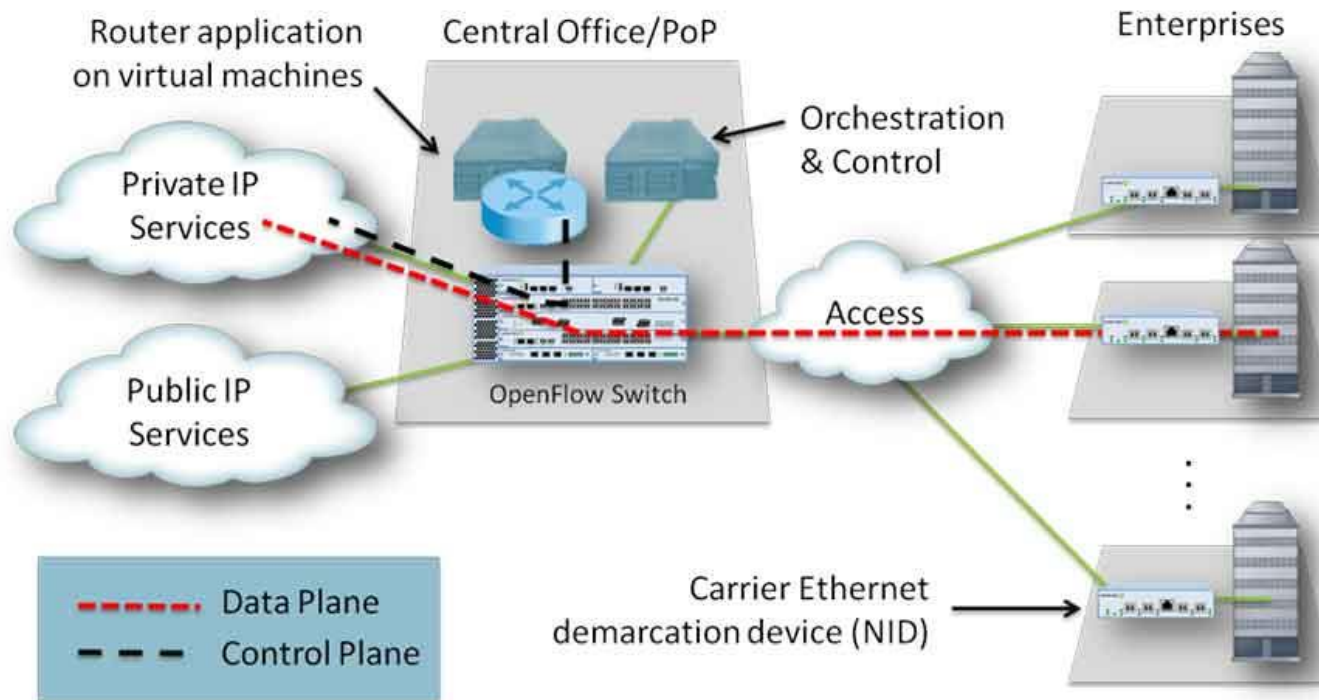 Router application
on virtual machines
Central Office/PoP
Enterprises
Orchestration
& Control
Private IP
Services
Access
Public IP
Services
OpenFlow Switch
Carrier Ethernet
demarcation device (NID)
Data Plane
Control Plane